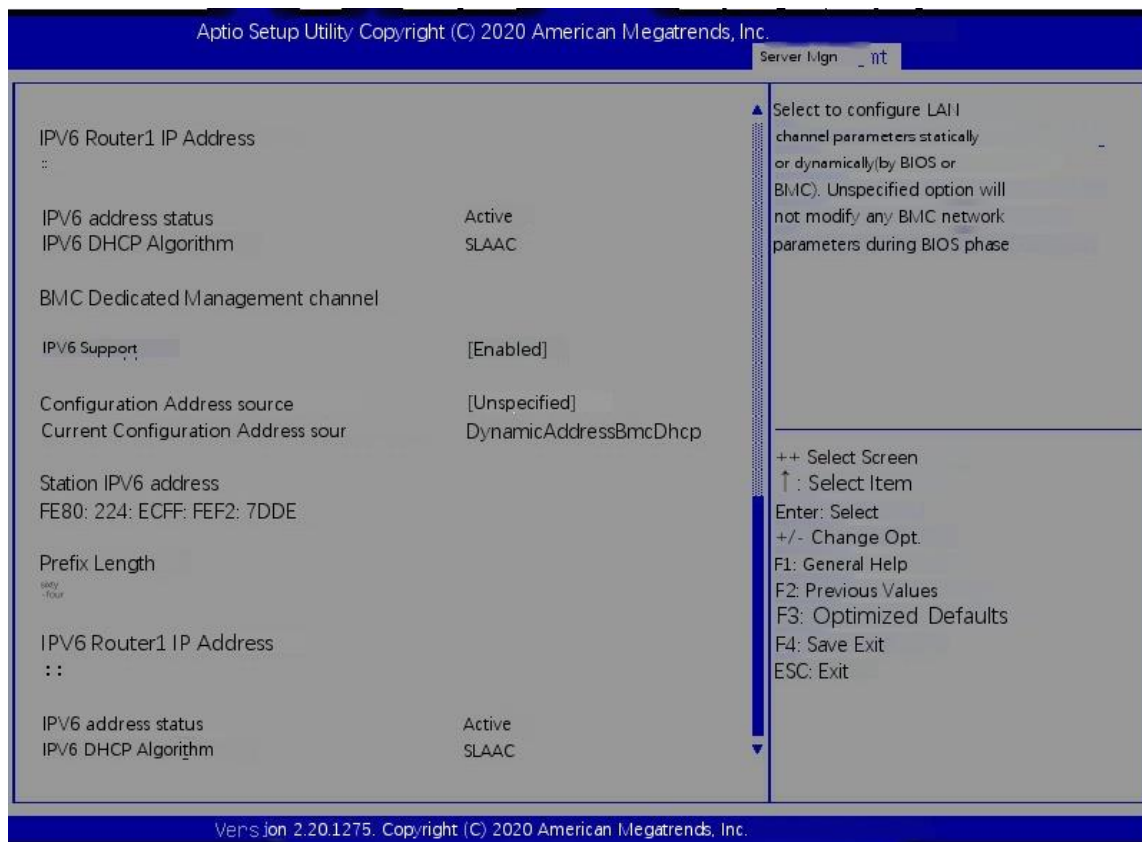 Aptio Setup Utility Copyright (C) 2020 American Megatrends, Inc.
Server Mgn _ nt
IPV6 Router1 IP Address
::
IPV6 address status Active
IPV6 DHCP Algorithm SLAAC
BMC Dedicated Management channel
IPV6 Support [Enabled]
Configuration Address source [Unspecified]
Current Configuration Address sour DynamicAddressBmcDhcp
Station IPV6 address
FE80: 224: ECFF: FEF2: 7DDE
Prefix Length
sixty
-four
IPV6 Router1 IP Address
::
IPV6 address status Active
IPV6 DHCP Algorithm SLAAC
Select to configure LAN
channel parameters statically
or dynamically(by BIOS or
BMC). Unspecified option will
not modify any BMC network
parameters during BIOS phase
++ Select Screen
↑ : Select Item
Enter: Select
+/- Change Opt.
F1: General Help
F2: Previous Values
F3: Optimized Defaults
F4: Save Exit
ESC: Exit
Version 2.20.1275. Copyright (C) 2020 American Megatrends, Inc.